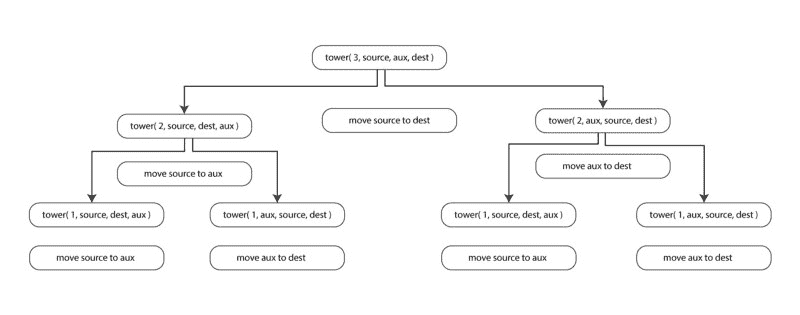 tower( 3, source, aux, dest )
move source to dest
tower( 2, source, dest, aux )
tower( 2, aux, source, dest )
move source to aux
move aux to dest
tower( 1, source, dest, aux )
tower( 1, aux, source, dest )
tower( 1, source, dest, aux )
tower( 1, aux, source, dest )
move source to aux
move aux to dest
move source to aux
move aux to dest